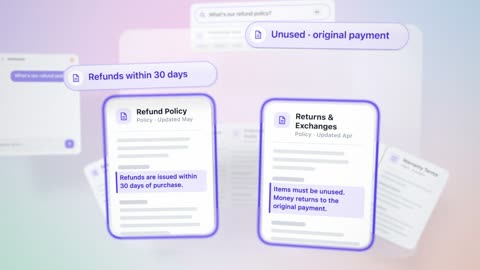 What's our refund policy?
Unused · original payment
What's our refund policy?
Refunds within 30 days
Refund Policy
Policy · Updated May
Refunds are issued within
30 days of purchase.
Returns &
Exchanges
Policy · Updated Apr
Items must be unused.
Money returns to the
original payment.
Warranty Terms